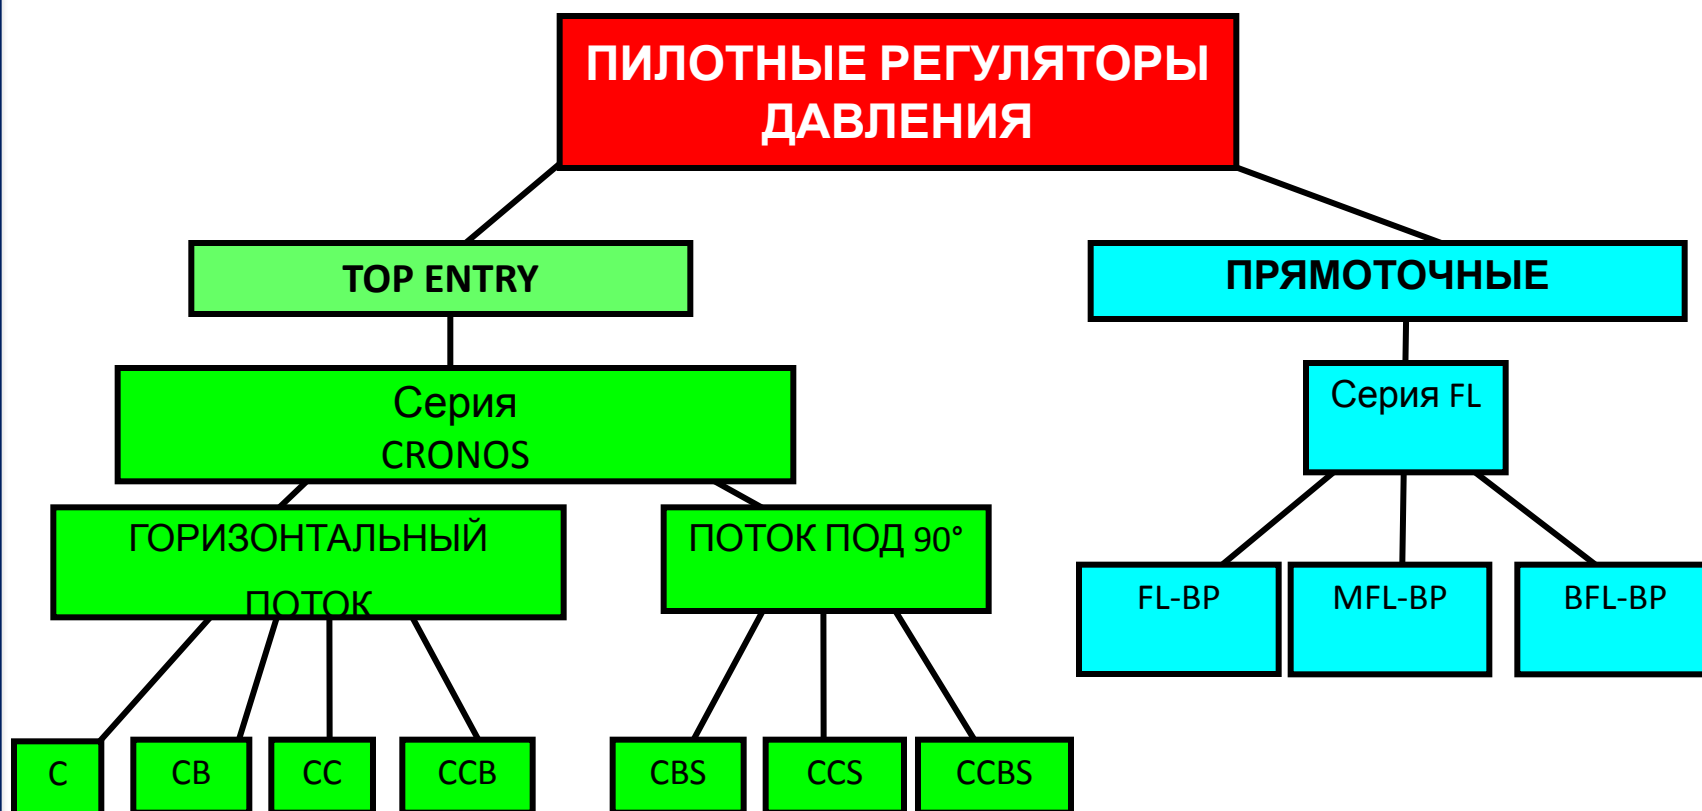 ПИЛОТНЫЕ РЕГУЛЯТОРЫ
ДАВЛЕНИЯ
TOP ENTRY
ПРЯМОТОЧНЫЕ
Серия
CRONOS
Серия FL
ГОРИЗОНТАЛЬНЫЙ
ПОТОК
ПОТОК ПОД 90°
FL-BP
MFL-BP
BFL-BP
C
CB
CC
CCB
CBS
CCS
CCBS